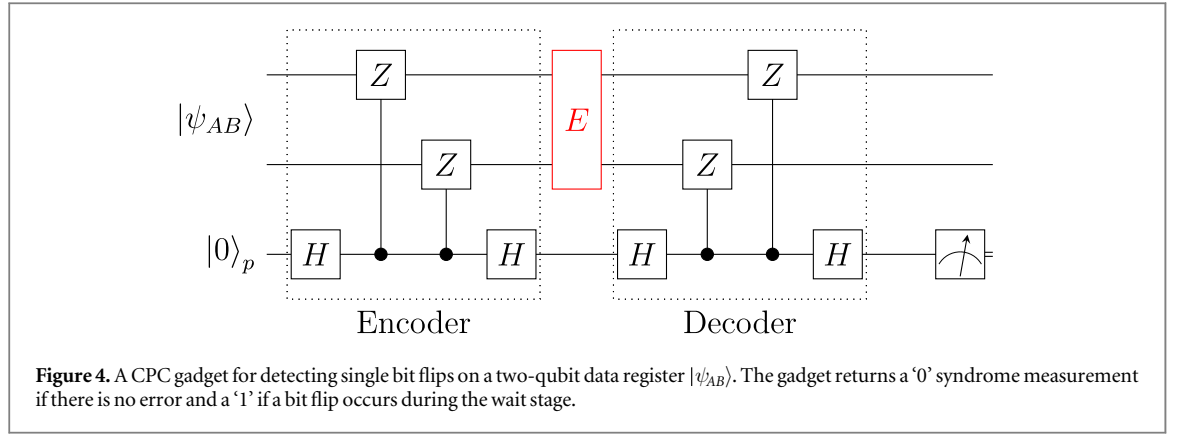 Z
Z
|ψ_AB⟩
E
Z
Z
|0⟩_p
H
H
H
H
Encoder
Decoder
Figure 4. A CPC gadget for detecting single bit flips on a two-qubit data register |ψ_AB⟩. The gadget returns a ‘0’ syndrome measurement
if there is no error and a ‘1’ if a bit flip occurs during the wait stage.